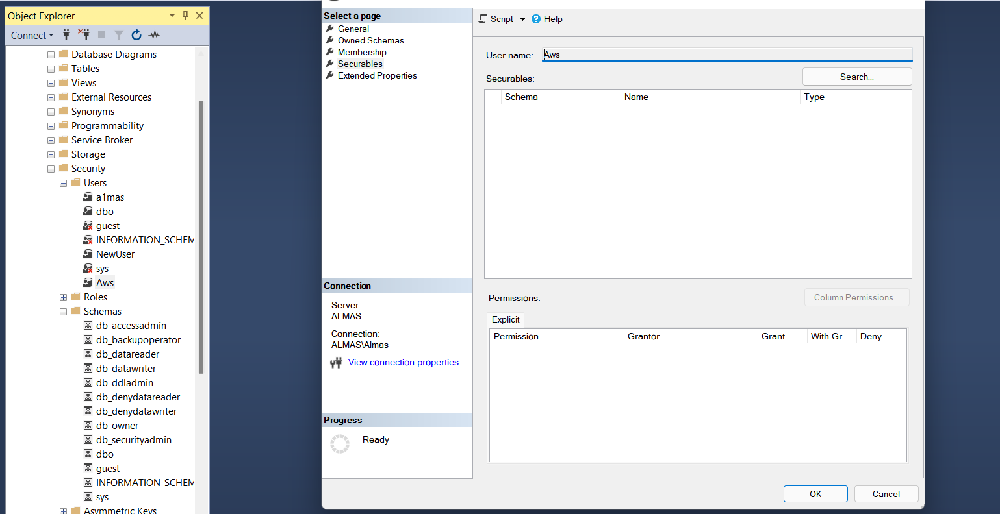 Object Explorer
Connect
Database Diagrams
Tables
Views
External Resources
Synonyms
Programmability
Service Broker
Storage
Security
Users
a1mas
dbo
guest
INFORMATION_SCHEM
NewUser
sys
Aws
Roles
Schemas
db_accessadmin
db_backupoperator
db_datareader
db_datawriter
db_ddladmin
db_denydatareader
db_denydatawriter
db_owner
db_securityadmin
dbo
guest
INFORMATION_SCHEM
sys
Asymmetric Keys
Select a page
General
Owned Schemas
Membership
Securables
Extended Properties
Connection
Server:
ALMAS
Connection:
ALMAS\Almas
View connection properties
Progress
Ready
Script Help
User name: Aws
Securables: Search...
Schema Name Type
Permissions: Column Permissions...
Explicit
Permission Grantor Grant With Gr... Deny
OK Cancel